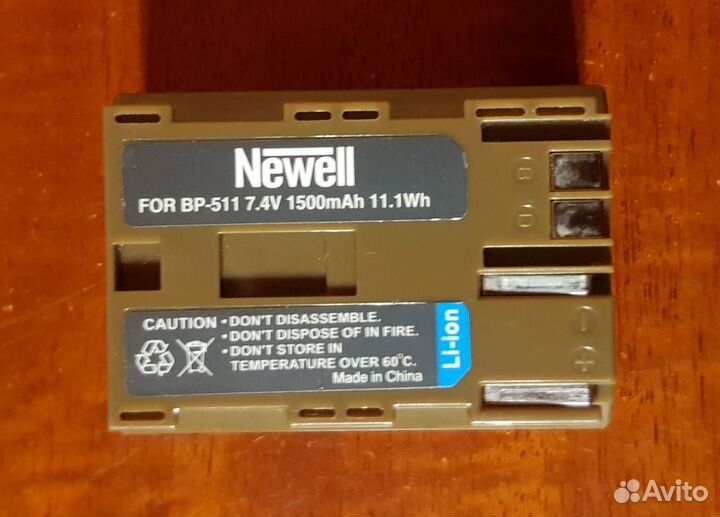 Newell
FOR BP-511 7.4V 1500mAh 11.1Wh
C B
D
CAUTION • DON'T DISASSEMBLE.
• DON'T DISPOSE OF IN FIRE.
• DON'T STORE IN
TEMPERATURE OVER 60°C.
Made in China
Li-Ion
− +
Avito